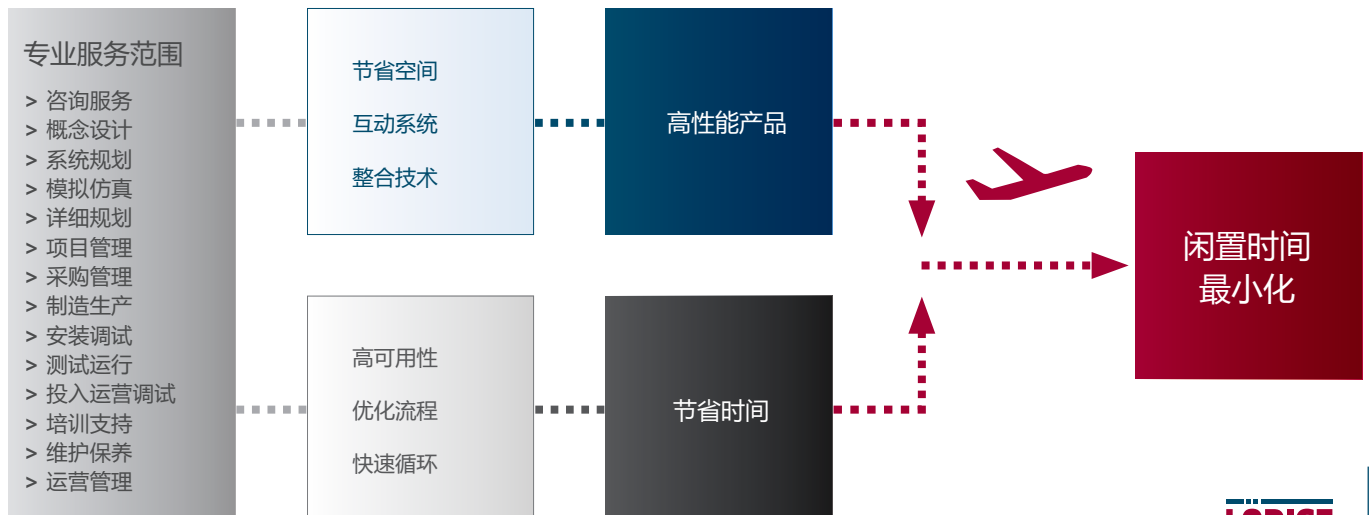 专业服务范围
> 咨询服务
> 概念设计
> 系统规划
> 模拟仿真
> 详细规划
> 项目管理
> 采购管理
> 制造生产
> 安装调试
> 测试运行
> 投入运营调试
> 培训支持
> 维护保养
> 运营管理
节省空间
互动系统
整合技术
高性能产品
高可用性
优化流程
快速循环
节省时间
闲置时间
最小化